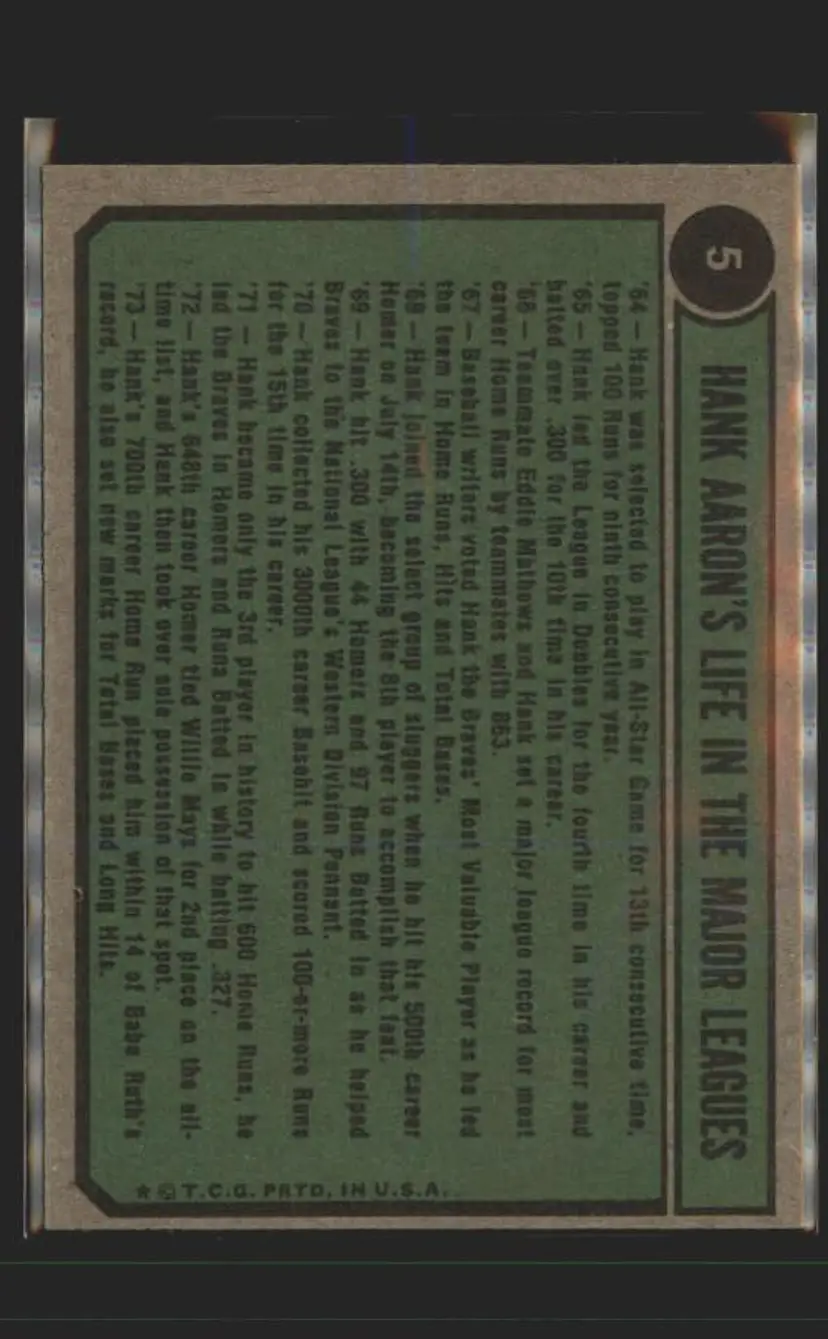 5
HANK AARON'S LIFE IN THE MAJOR LEAGUES
'64 — Hank was selected to play in All-Star Game for 13th consecutive time,
topped 100 Runs for ninth consecutive year.
'65 — Hank led the League in Doubles for the fourth time in his career and
batted over .300 for the 10th time in his career.
'66 — Teammate Eddie Mathews and Hank set a major league record for most
career Home Runs by teammates with 863.
'67 — Baseball writers voted Hank the Braves' Most Valuable Player as he led
the team in Home Runs, Hits and Total Bases.
'68 — Hank joined the select group of sluggers when he hit his 500th career
Homer on July 14th, becoming the 8th player to accomplish that feat.
'69 — Hank hit .300 with 44 Homers and 97 Runs Batted In as he helped
Braves to the National League's Western Division Pennant.
'70 — Hank collected his 3000th career Basehit and scored 100-or-more Runs
for the 15th time in his career.
'71 — Hank became only the 3rd player in history to hit 600 Home Runs, he
led the Braves in Homers and Runs Batted In while batting .327.
'72 — Hank's 648th career Homer tied Willie Mays for 2nd place on the all-
time list, and Hank then took over sole possession of that spot.
'73 — Hank's 700th career Home Run placed him within 14 of Babe Ruth's
record, he also set new marks for Total Bases and Long Hits.
★ © T.C.G. PRTD. IN U.S.A.